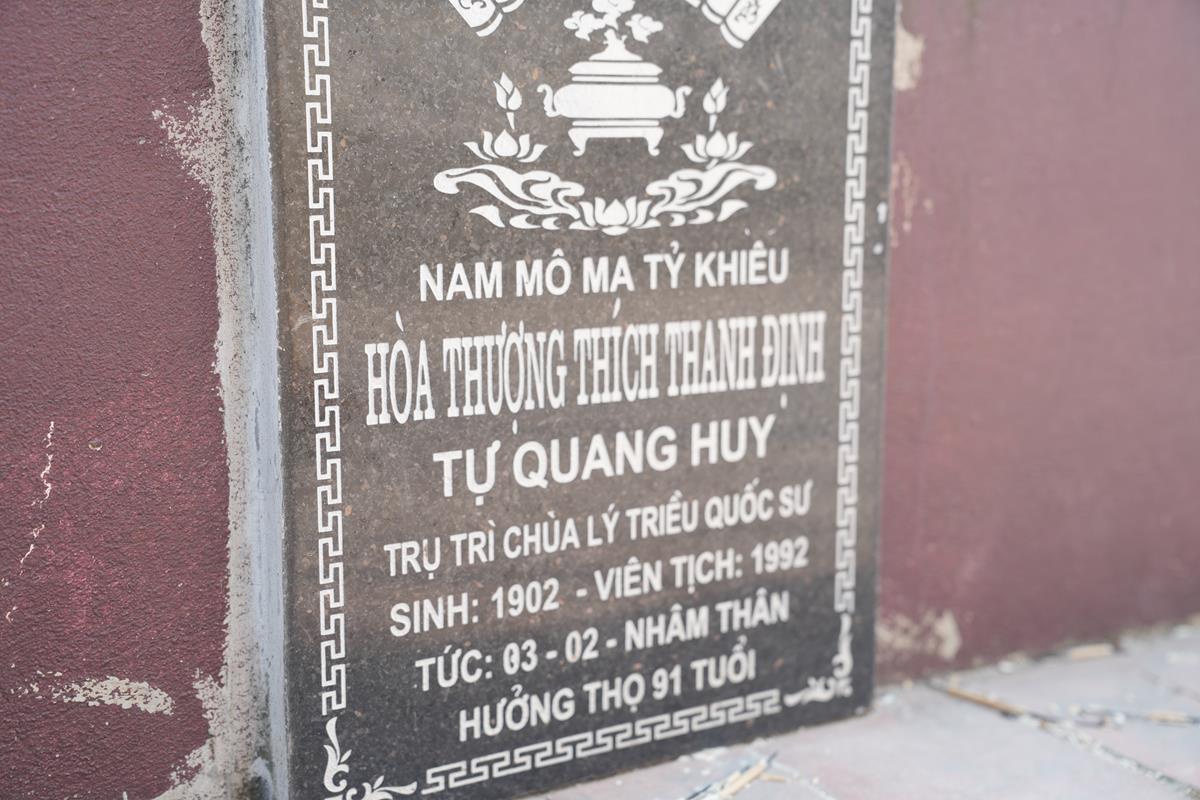 NAM MÔ MA TỶ KHIÊU
HÒA THƯỢNG THÍCH THANH ĐỊNH
TỰ QUANG HUY
TRỤ TRÌ CHÙA LÝ TRIỀU QUỐC SƯ
SINH: 1902 - VIÊN TỊCH: 1992
TỨC: 03 - 02 - NHÂM THÂN
HƯỞNG THỌ 91 TUỔI